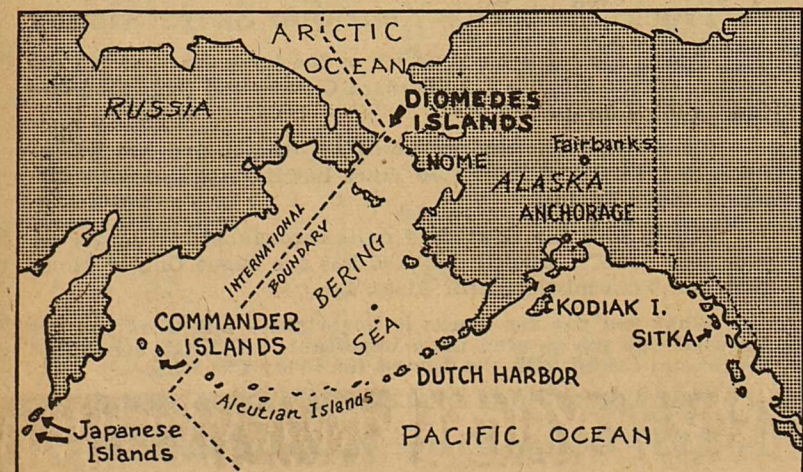 ARCTIC
OCEAN
RUSSIA
DIOMEDES
ISLANDS
NOME
Fairbanks
ALASKA
ANCHORAGE
INTERNATIONAL
BOUNDARY
BERING
SEA
KODIAK I.
SITKA
COMMANDER
ISLANDS
DUTCH HARBOR
Aleutian Islands
Japanese
Islands
PACIFIC OCEAN